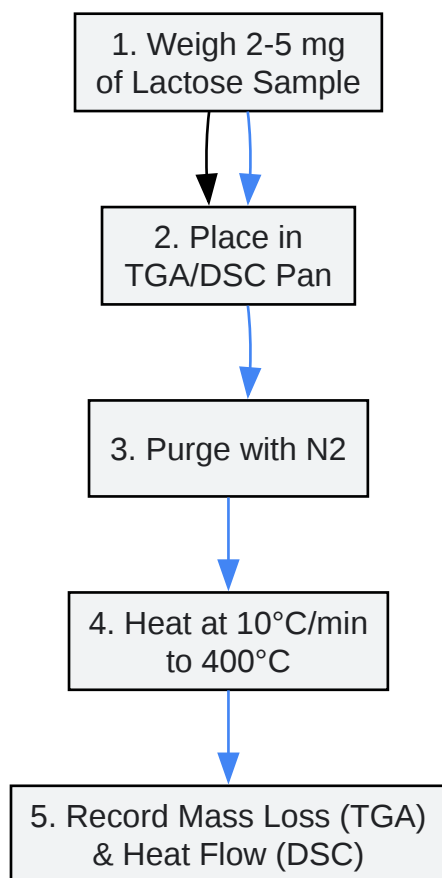 1. Weigh 2-5 mg
of Lactose Sample
2. Place in
TGA/DSC Pan
3. Purge with N2
4. Heat at 10°C/min
to 400°C
5. Record Mass Loss (TGA)
& Heat Flow (DSC)